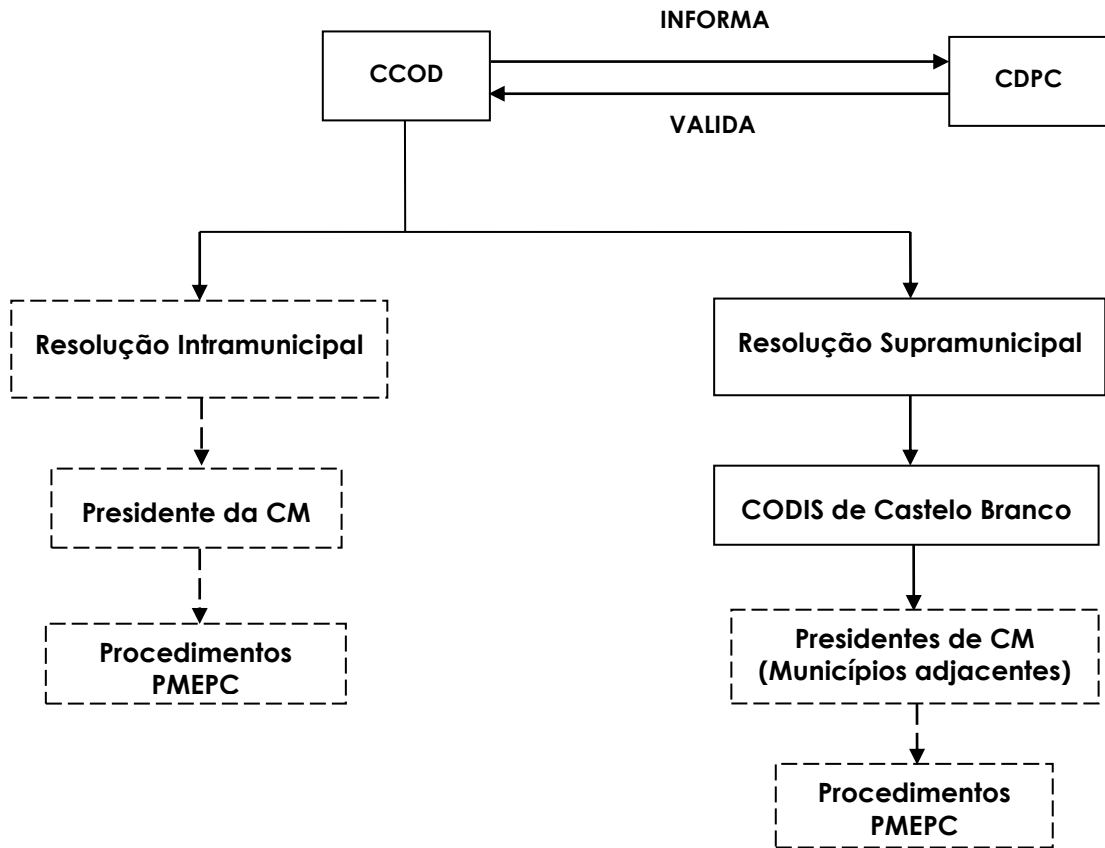 INFORMA
CCOD
CDPC
VALIDA
Resolução Intramunicipal
Resolução Supramunicipal
Presidente da CM
CODIS de Castelo Branco
Procedimentos
PMEPC
Presidentes de CM
(Municípios adjacentes)
Procedimentos
PMEPC